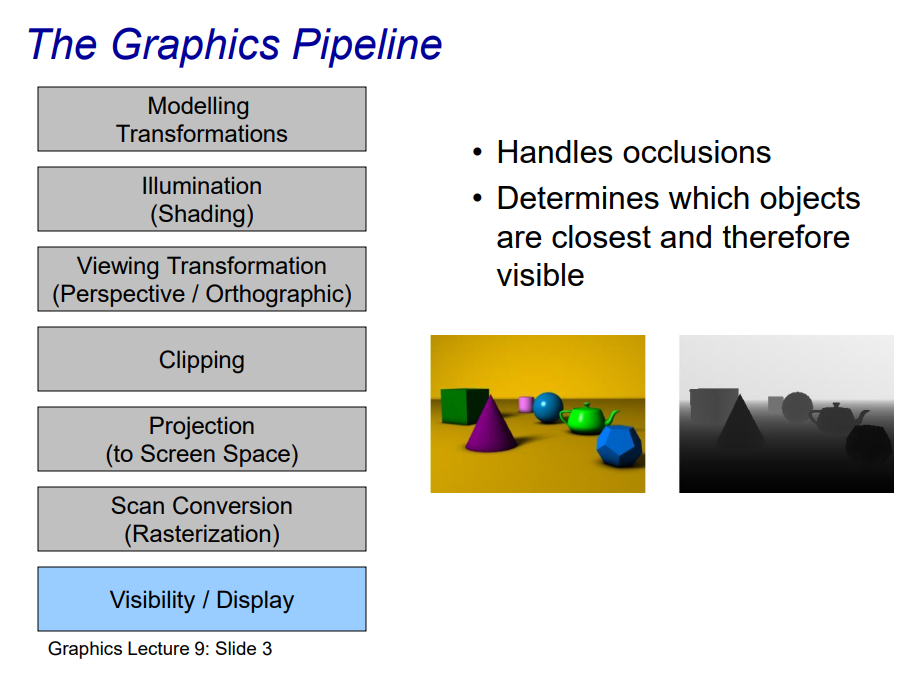 The Graphics Pipeline
Modelling
Transformations
Illumination
(Shading)
Viewing Transformation
(Perspective / Orthographic)
Clipping
Projection
(to Screen Space)
Scan Conversion
(Rasterization)
Visibility / Display
• Handles occlusions
• Determines which objects
are closest and therefore
visible
Graphics Lecture 9: Slide 3